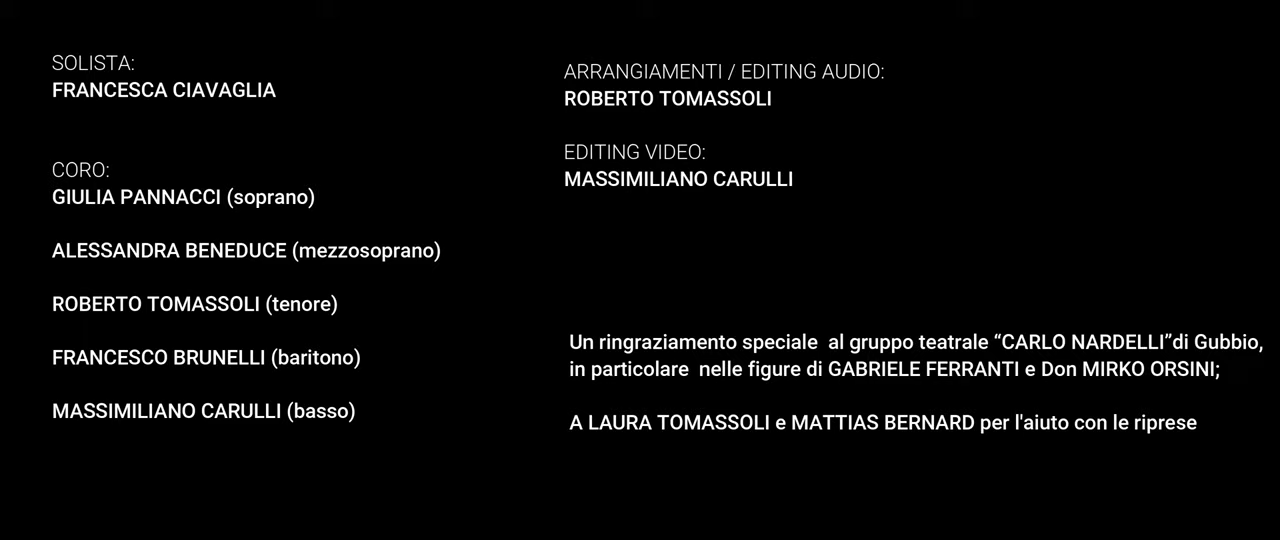 SOLISTA:
FRANCESCA CIAVAGLIA
CORO:
GIULIA PANNACCI (soprano)
ALESSANDRA BENEDUCE (mezzosoprano)
ROBERTO TOMASSOLI (tenore)
FRANCESCO BRUNELLI (baritono)
MASSIMILIANO CARULLI (basso)
ARRANGIAMENTI / EDITING AUDIO:
ROBERTO TOMASSOLI
EDITING VIDEO:
MASSIMILIANO CARULLI
Un ringraziamento speciale  al gruppo teatrale “CARLO NARDELLI”di Gubbio,
in particolare  nelle figure di GABRIELE FERRANTI e Don MIRKO ORSINI;
A LAURA TOMASSOLI e MATTIAS BERNARD per l'aiuto con le riprese